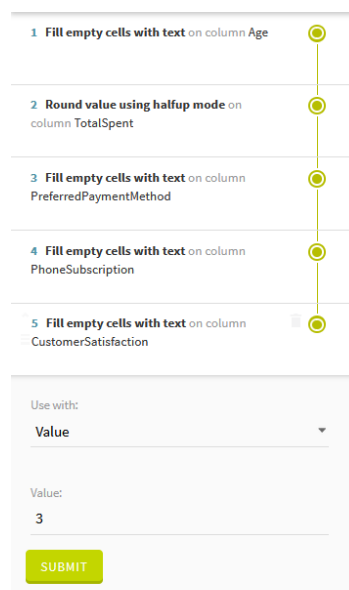 1 Fill empty cells with text on column Age
2 Round value using halfup mode on
column TotalSpent
3 Fill empty cells with text on column
PreferredPaymentMethod
4 Fill empty cells with text on column
PhoneSubscription
5 Fill empty cells with text on column
CustomerSatisfaction
Use with:
Value
Value:
3
SUBMIT